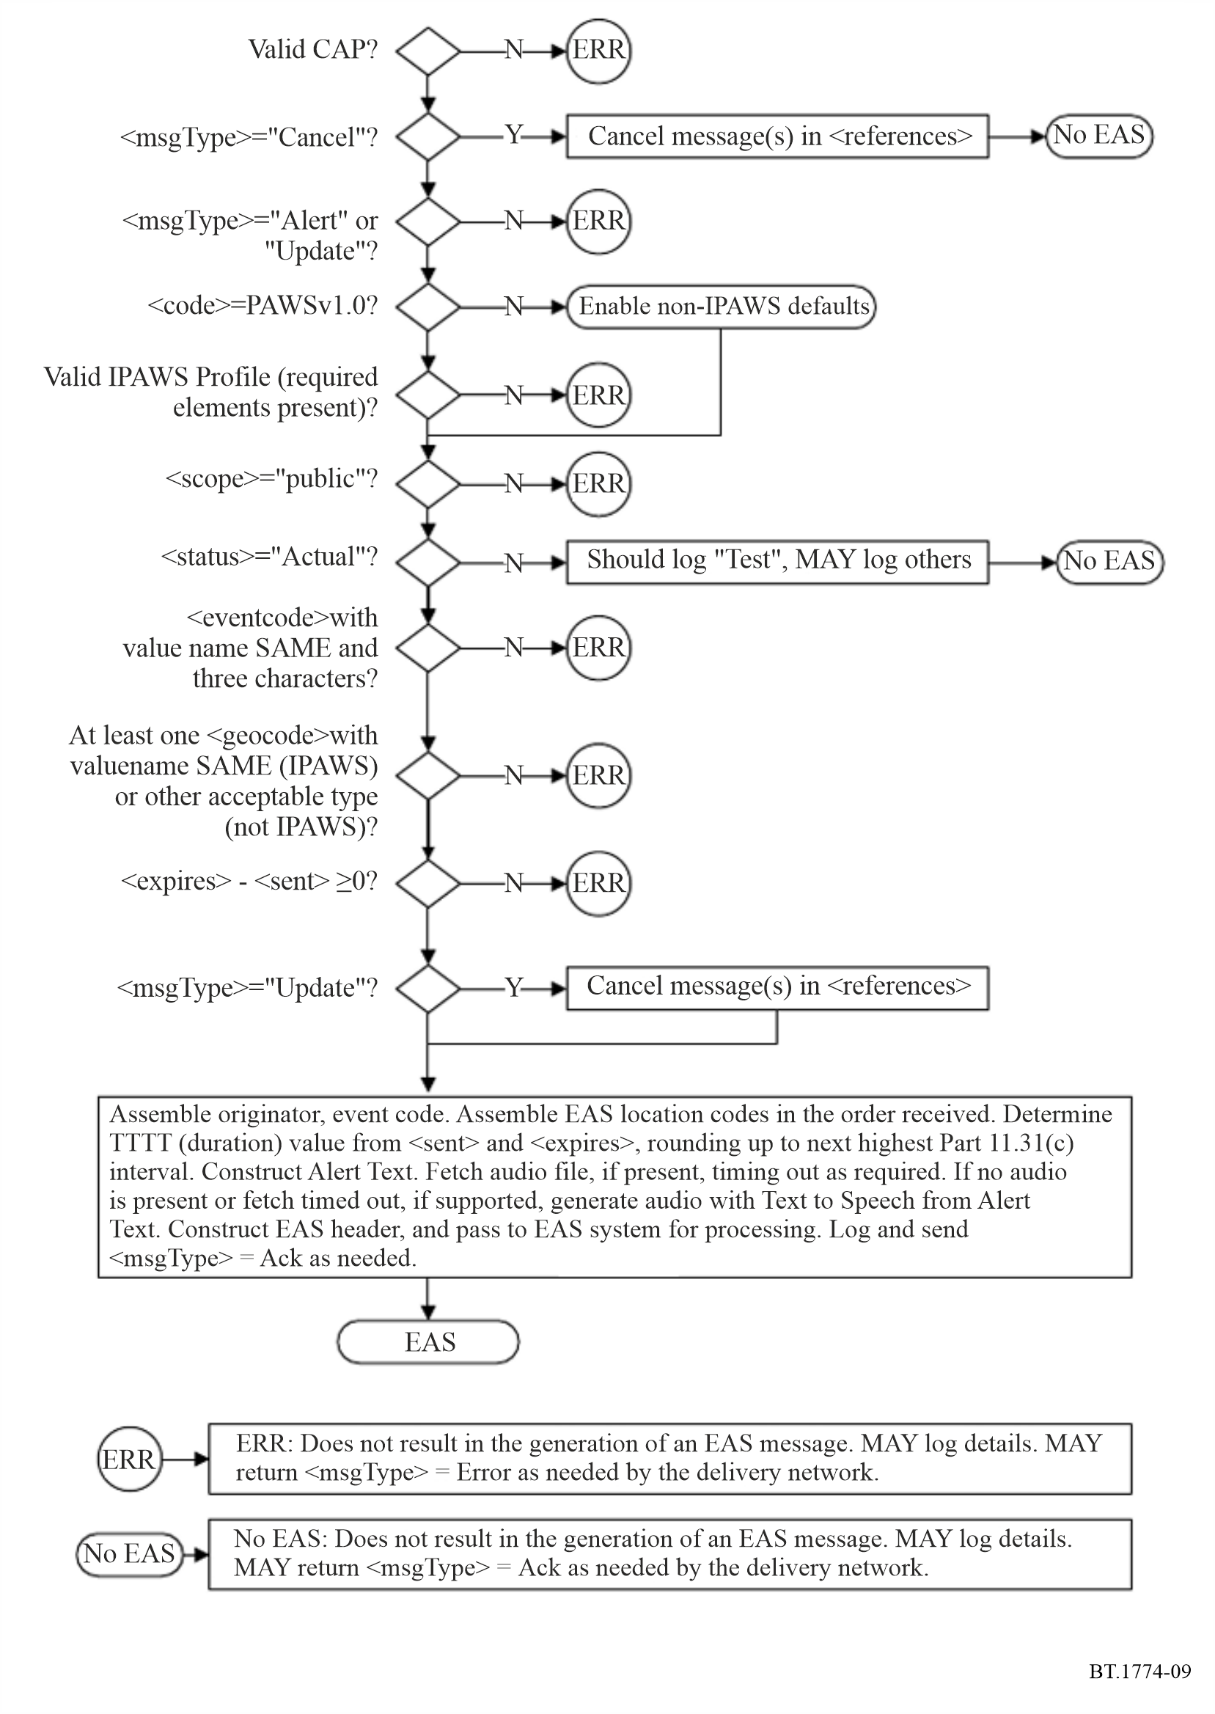 Valid CAP?
N
ERR
<msgType>="Cancel"?
Y
Cancel message(s) in <references>
No EAS
<msgType>="Alert" or
"Update"?
N
ERR
<code>=PAWSv1.0?
N
Enable non-IPAWS defaults
Valid IPAWS Profile (required
elements present)?
N
ERR
<scope>="public"?
N
ERR
<status>="Actual"?
N
Should log "Test", MAY log others
No EAS
<eventcode>with
value name SAME and
three characters?
N
ERR
At least one <geocode>with
valuename SAME (IPAWS)
or other acceptable type
(not IPAWS)?
N
ERR
<expires> - <sent> ≥0?
N
ERR
<msgType>="Update"?
Y
Cancel message(s) in <references>
Assemble originator, event code. Assemble EAS location codes in the order received. Determine
TTTT (duration) value from <sent> and <expires>, rounding up to next highest Part 11.31(c)
interval. Construct Alert Text. Fetch audio file, if present, timing out as required. If no audio
is present or fetch timed out, if supported, generate audio with Text to Speech from Alert
Text. Construct EAS header, and pass to EAS system for processing. Log and send
<msgType> = Ack as needed.
EAS
ERR
ERR: Does not result in the generation of an EAS message. MAY log details. MAY
return <msgType> = Error as needed by the delivery network.
No EAS
No EAS: Does not result in the generation of an EAS message. MAY log details.
MAY return <msgType> = Ack as needed by the delivery network.
BT.1774-09